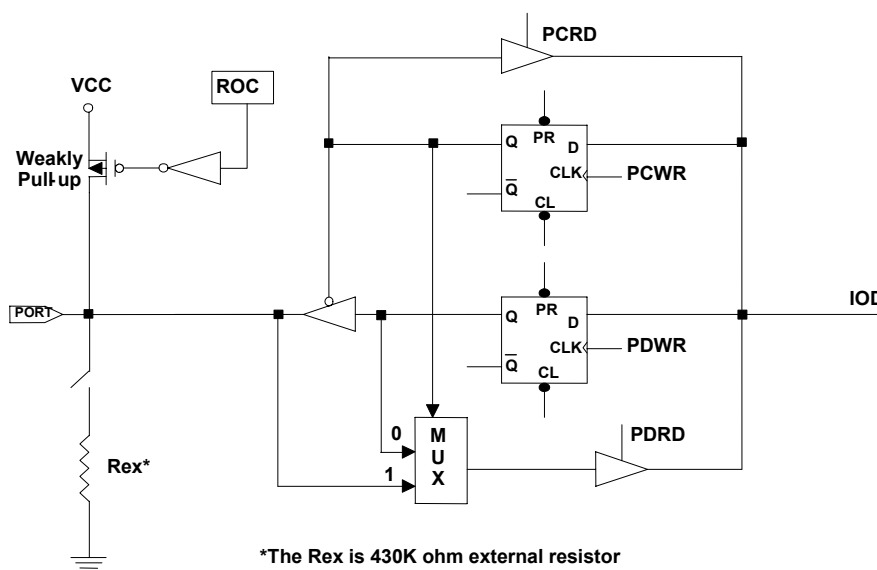 PCRD
VCC
ROC
Weakly
Pull-up
Q
PR
D
CLK
PCWR
Q
CL
PORT
IOD
Q
PR
D
CLK
PDWR
Q
CL
0
1
M
U
X
PDRD
Rex*
*The Rex is 430K ohm external resistor